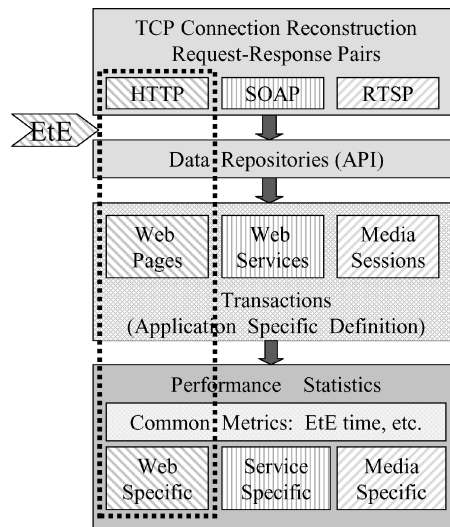 TCP Connection Reconstruction
Request-Response Pairs
HTTP
SOAP
RTSP
EtE
Data Repositories (API)
Web
Pages
Web
Services
Media
Sessions
Transactions
(Application Specific Definition)
Performance Statistics
Common Metrics: EtE time, etc.
Web
Specific
Service
Specific
Media
Specific